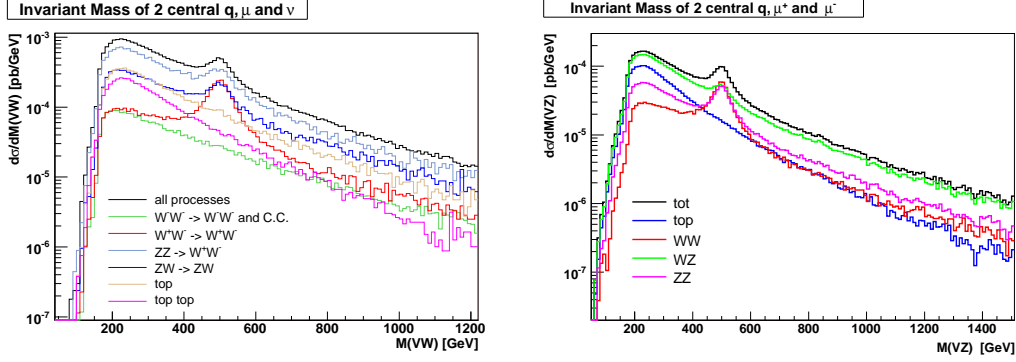 Invariant Mass of 2 central q, μ and ν
dσ/dM(VW) [pb/GeV]
10⁻³
10⁻⁴
10⁻⁵
10⁻⁶
10⁻⁷
all processes
W⁻W⁻ -> W⁻W⁻ and C.C.
W⁺W⁻ -> W⁺W⁻
ZZ -> W⁺W⁻
ZW -> ZW
top
top top
200 400 600 800 1000 1200
M(VW) [GeV]
Invariant Mass of 2 central q, μ⁺ and μ⁻
dσ/dM(VZ) [pb/GeV]
10⁻⁴
10⁻⁵
10⁻⁶
10⁻⁷
tot
top
WW
WZ
ZZ
200 400 600 800 1000 1200 1400
M(VZ) [GeV]